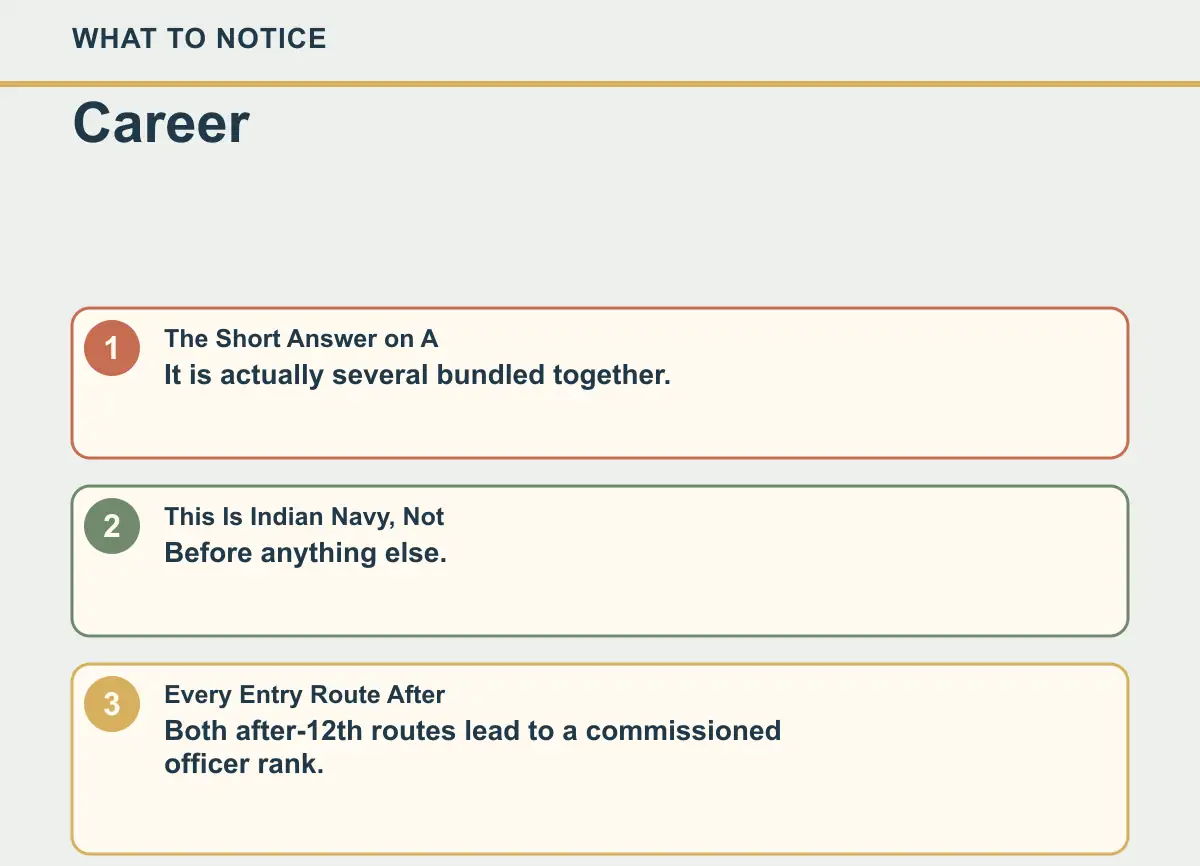 WHAT TO NOTICE
Career
1
The Short Answer on A
It is actually several bundled together.
2
This Is Indian Navy, Not
Before anything else.
3
Every Entry Route After
Both after-12th routes lead to a commissioned
officer rank.